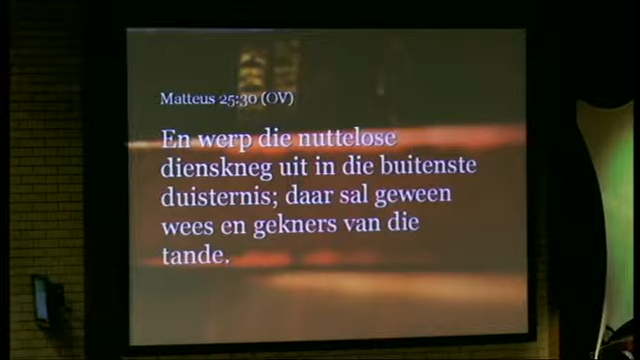 Matteus 25:30 (OV)
En werp die nuttelose
dienskneg uit in die buitenste
duisternis; daar sal geween
wees en gekners van die
tande.